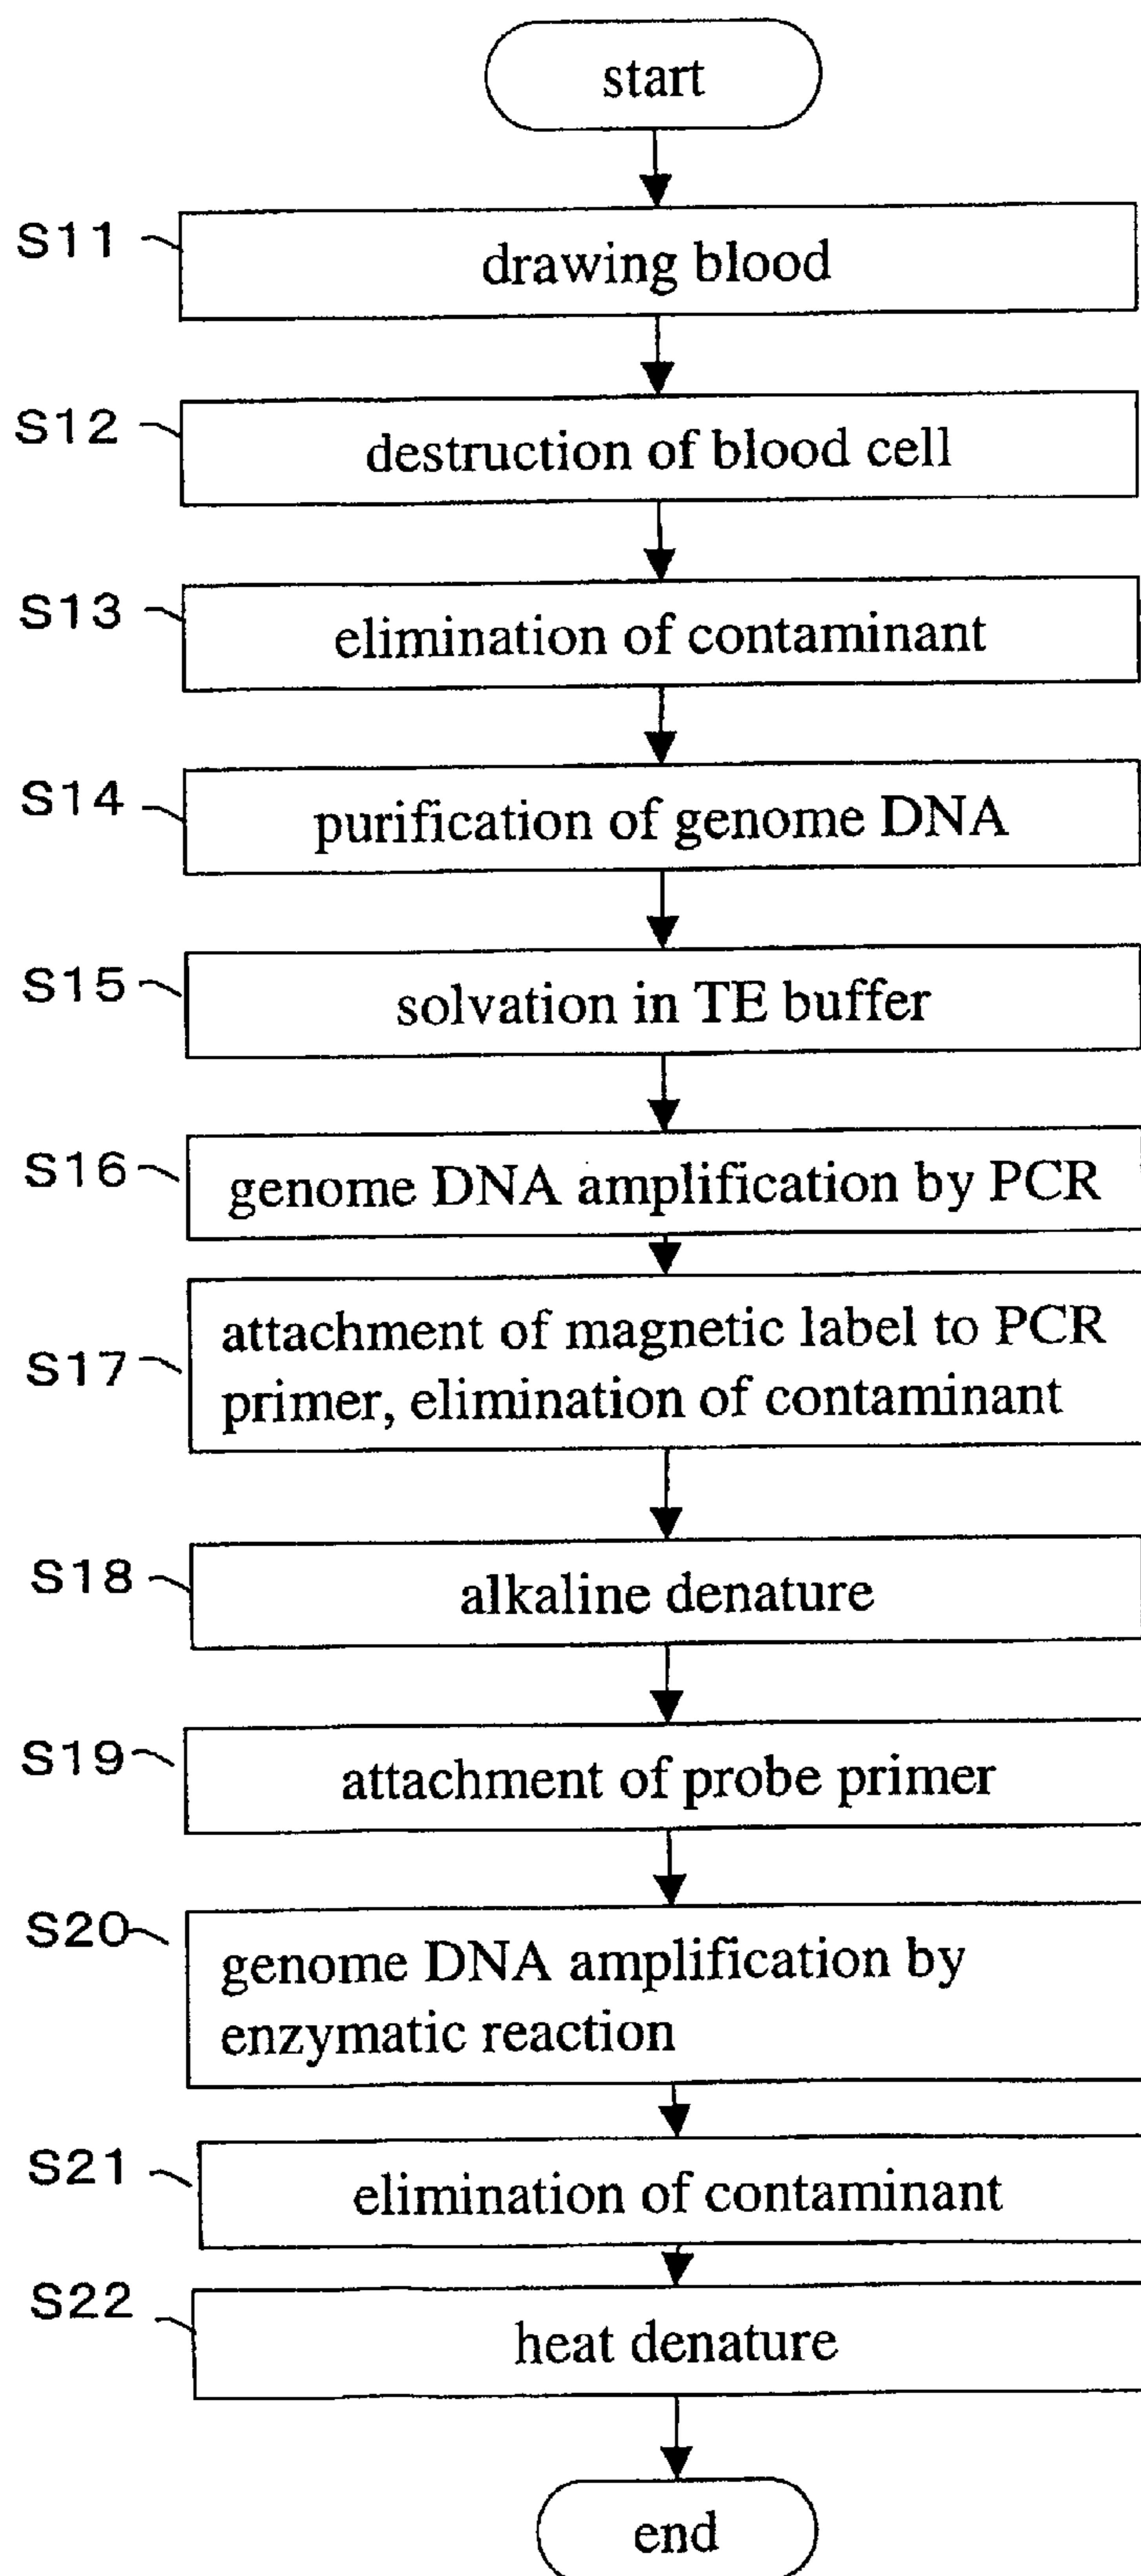 start
S11
drawing blood
S12
destruction of blood cell
S13
elimination of contaminant
S14
purification of genome DNA
S15
solvation in TE buffer
S16
genome DNA amplification by PCR
S17
attachment of magnetic label to PCR
primer, elimination of contaminant
S18
alkaline denature
S19
attachment of probe primer
S20
genome DNA amplification by
enzymatic reaction
S21
elimination of contaminant
S22
heat denature
end